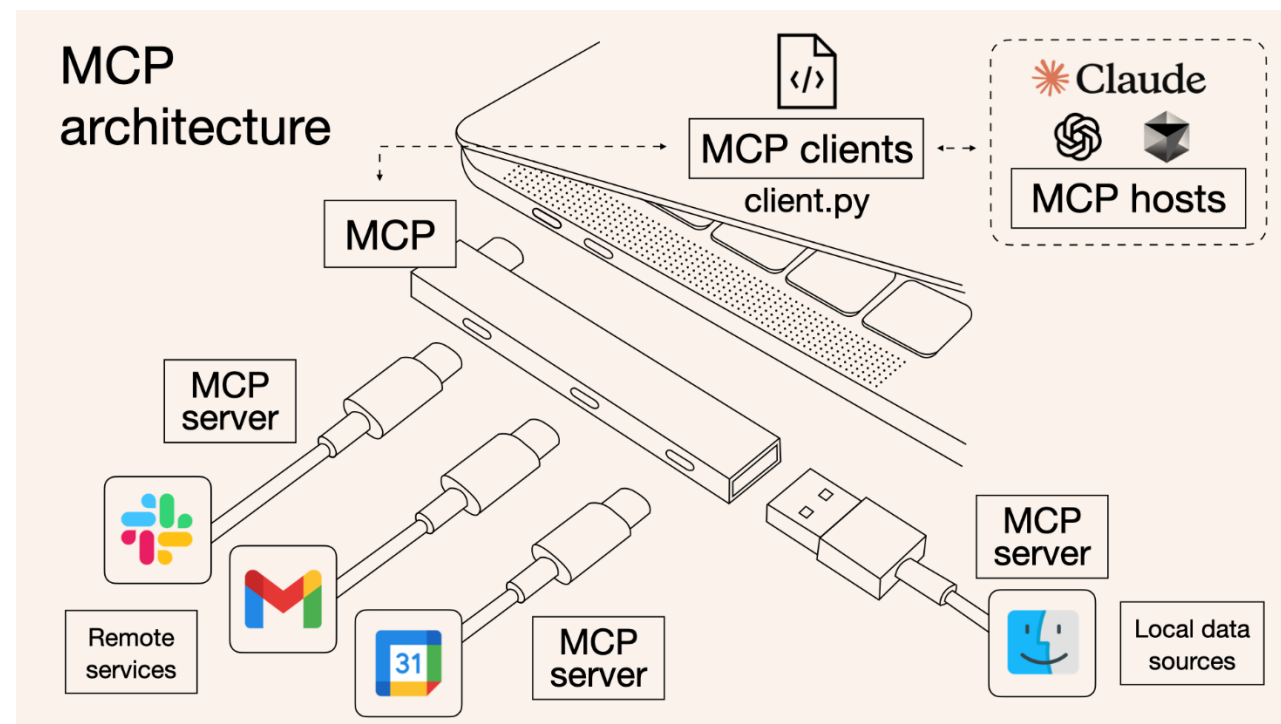 MCP
architecture
</>
MCP clients
client.py
Claude
MCP hosts
MCP
MCP
server
MCP
server
Remote
services
31
MCP
server
Local data
sources